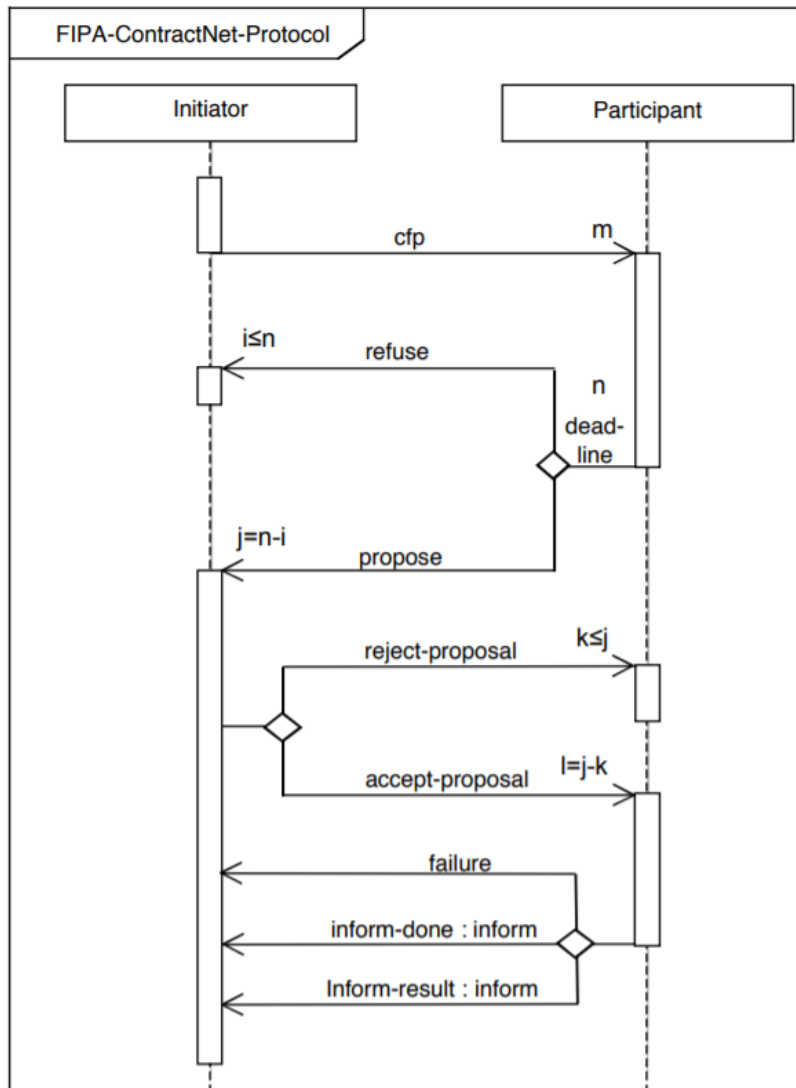 FIPA-ContractNet-Protocol
Initiator
Participant
cfp
m
i≤n
refuse
n
dead-
line
j=n-i
propose
reject-proposal
k≤j
accept-proposal
l=j-k
failure
inform-done : inform
Inform-result : inform